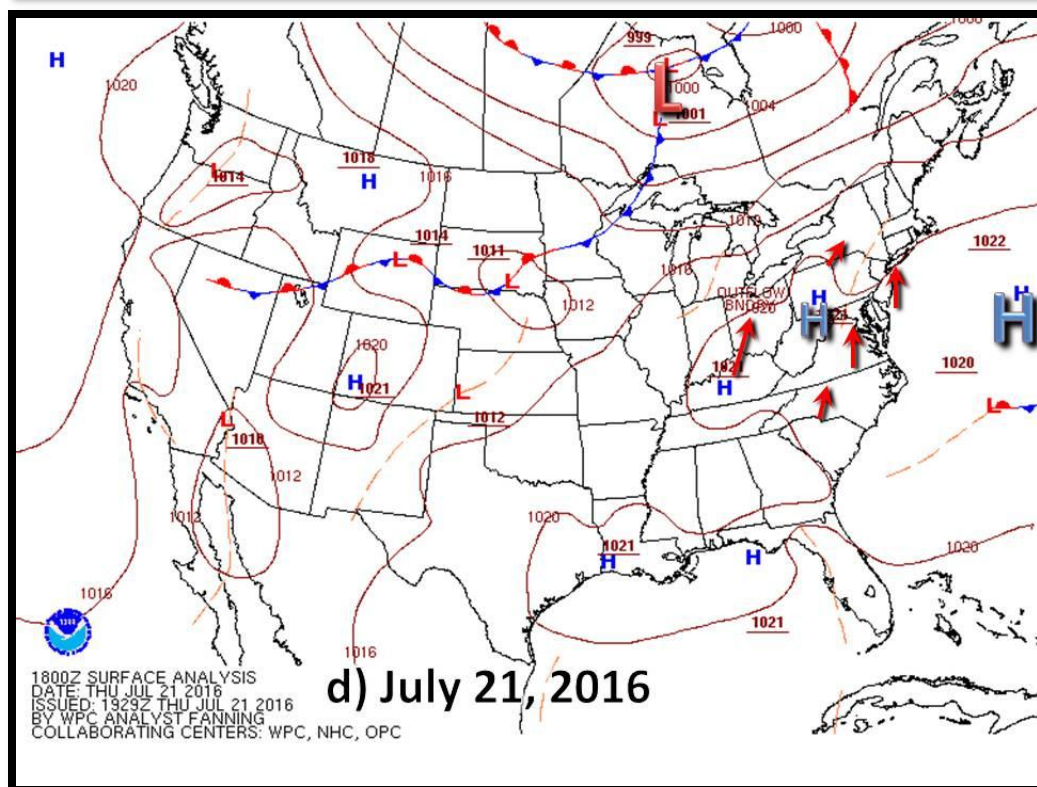 999
1000
1000
H
1020
L
1000
1004
L
1001
1018
H
1016
L
1014
1014
L
1011
L
1012
1016
1022
H
H
OUTFLOW
BNDRY
1020
H
H
1020
1020
H
1021
L
1012
H
L
L
1018
1012
1012
1020
1021
H
H
1020
1021
1016
1016
1800Z SURFACE ANALYSIS
DATE: THU JUL 21 2016
ISSUED: 1929Z THU JUL 21 2016
BY WPC ANALYST FANNING
COLLABORATING CENTERS: WPC, NHC, OPC
d) July 21, 2016